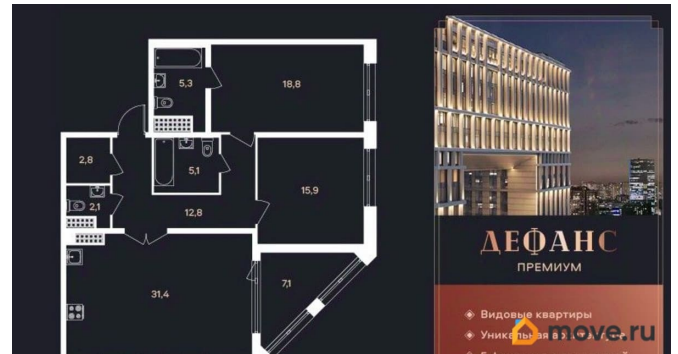 5,3
18,8
2,8
5,1
15,9
2,1
12,8
7,1
31,4
ДЕФАНС
ПРЕМИУМ
Видовые квартиры
Уникальная
move.ru